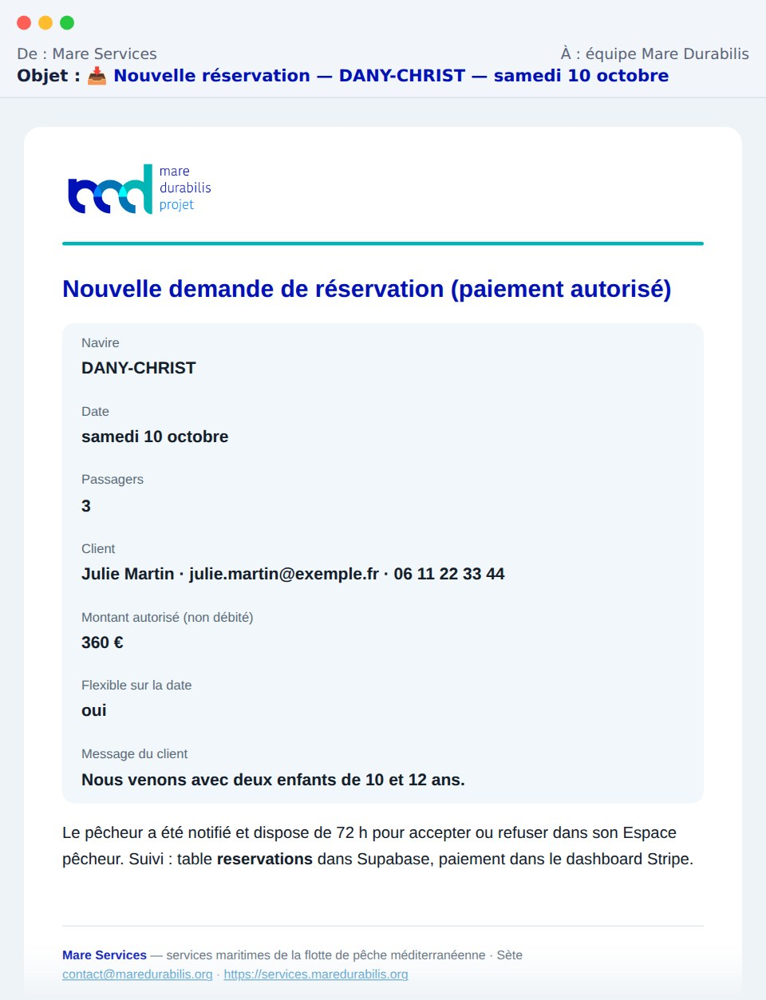 De : Mare Services
À : équipe Mare Durabilis
Objet : 📥 Nouvelle réservation — DANY-CHRIST — samedi 10 octobre
mare
durabilis
projet
Nouvelle demande de réservation (paiement autorisé)
Navire
DANY-CHRIST
Date
samedi 10 octobre
Passagers
3
Client
Julie Martin · julie.martin@exemple.fr · 06 11 22 33 44
Montant autorisé (non débité)
360 €
Flexible sur la date
oui
Message du client
Nous venons avec deux enfants de 10 et 12 ans.
Le pêcheur a été notifié et dispose de 72 h pour accepter ou refuser dans son Espace
pêcheur. Suivi : table reservations dans Supabase, paiement dans le dashboard Stripe.
Mare Services — services maritimes de la flotte de pêche méditerranéenne · Sète
contact@maredurabilis.org · https://services.maredurabilis.org